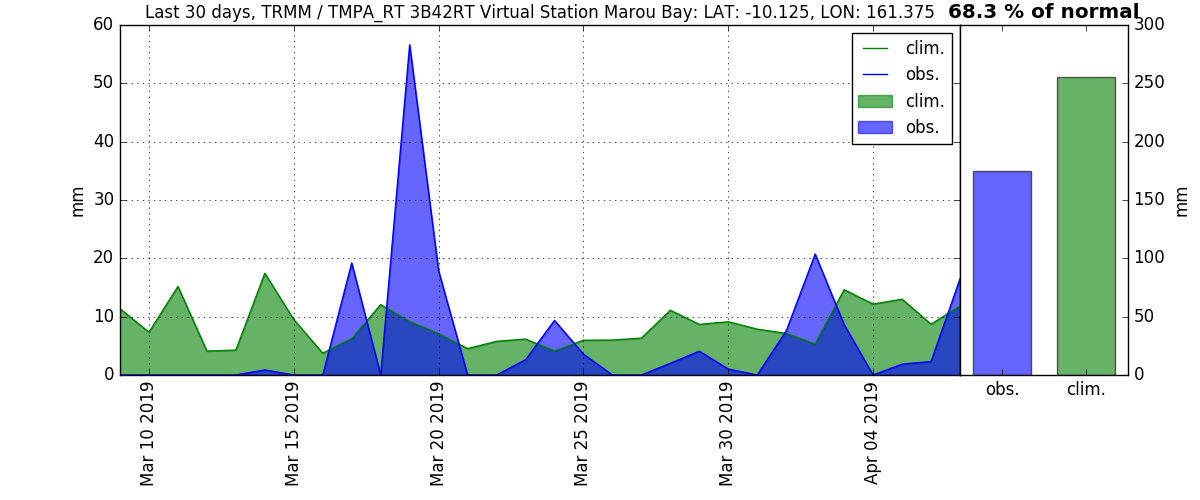 Last 30 days, TRMM / TMPA_RT 3B42RT Virtual Station Marou Bay: LAT: -10.125, LON: 161.375
68.3 % of normal
mm
60
50
40
30
20
10
0
clim.
obs.
clim.
obs.
Mar 10 2019
Mar 15 2019
Mar 20 2019
Mar 25 2019
Mar 30 2019
Apr 04 2019
obs.
clim.
300
250
200
150
100
50
0
mm